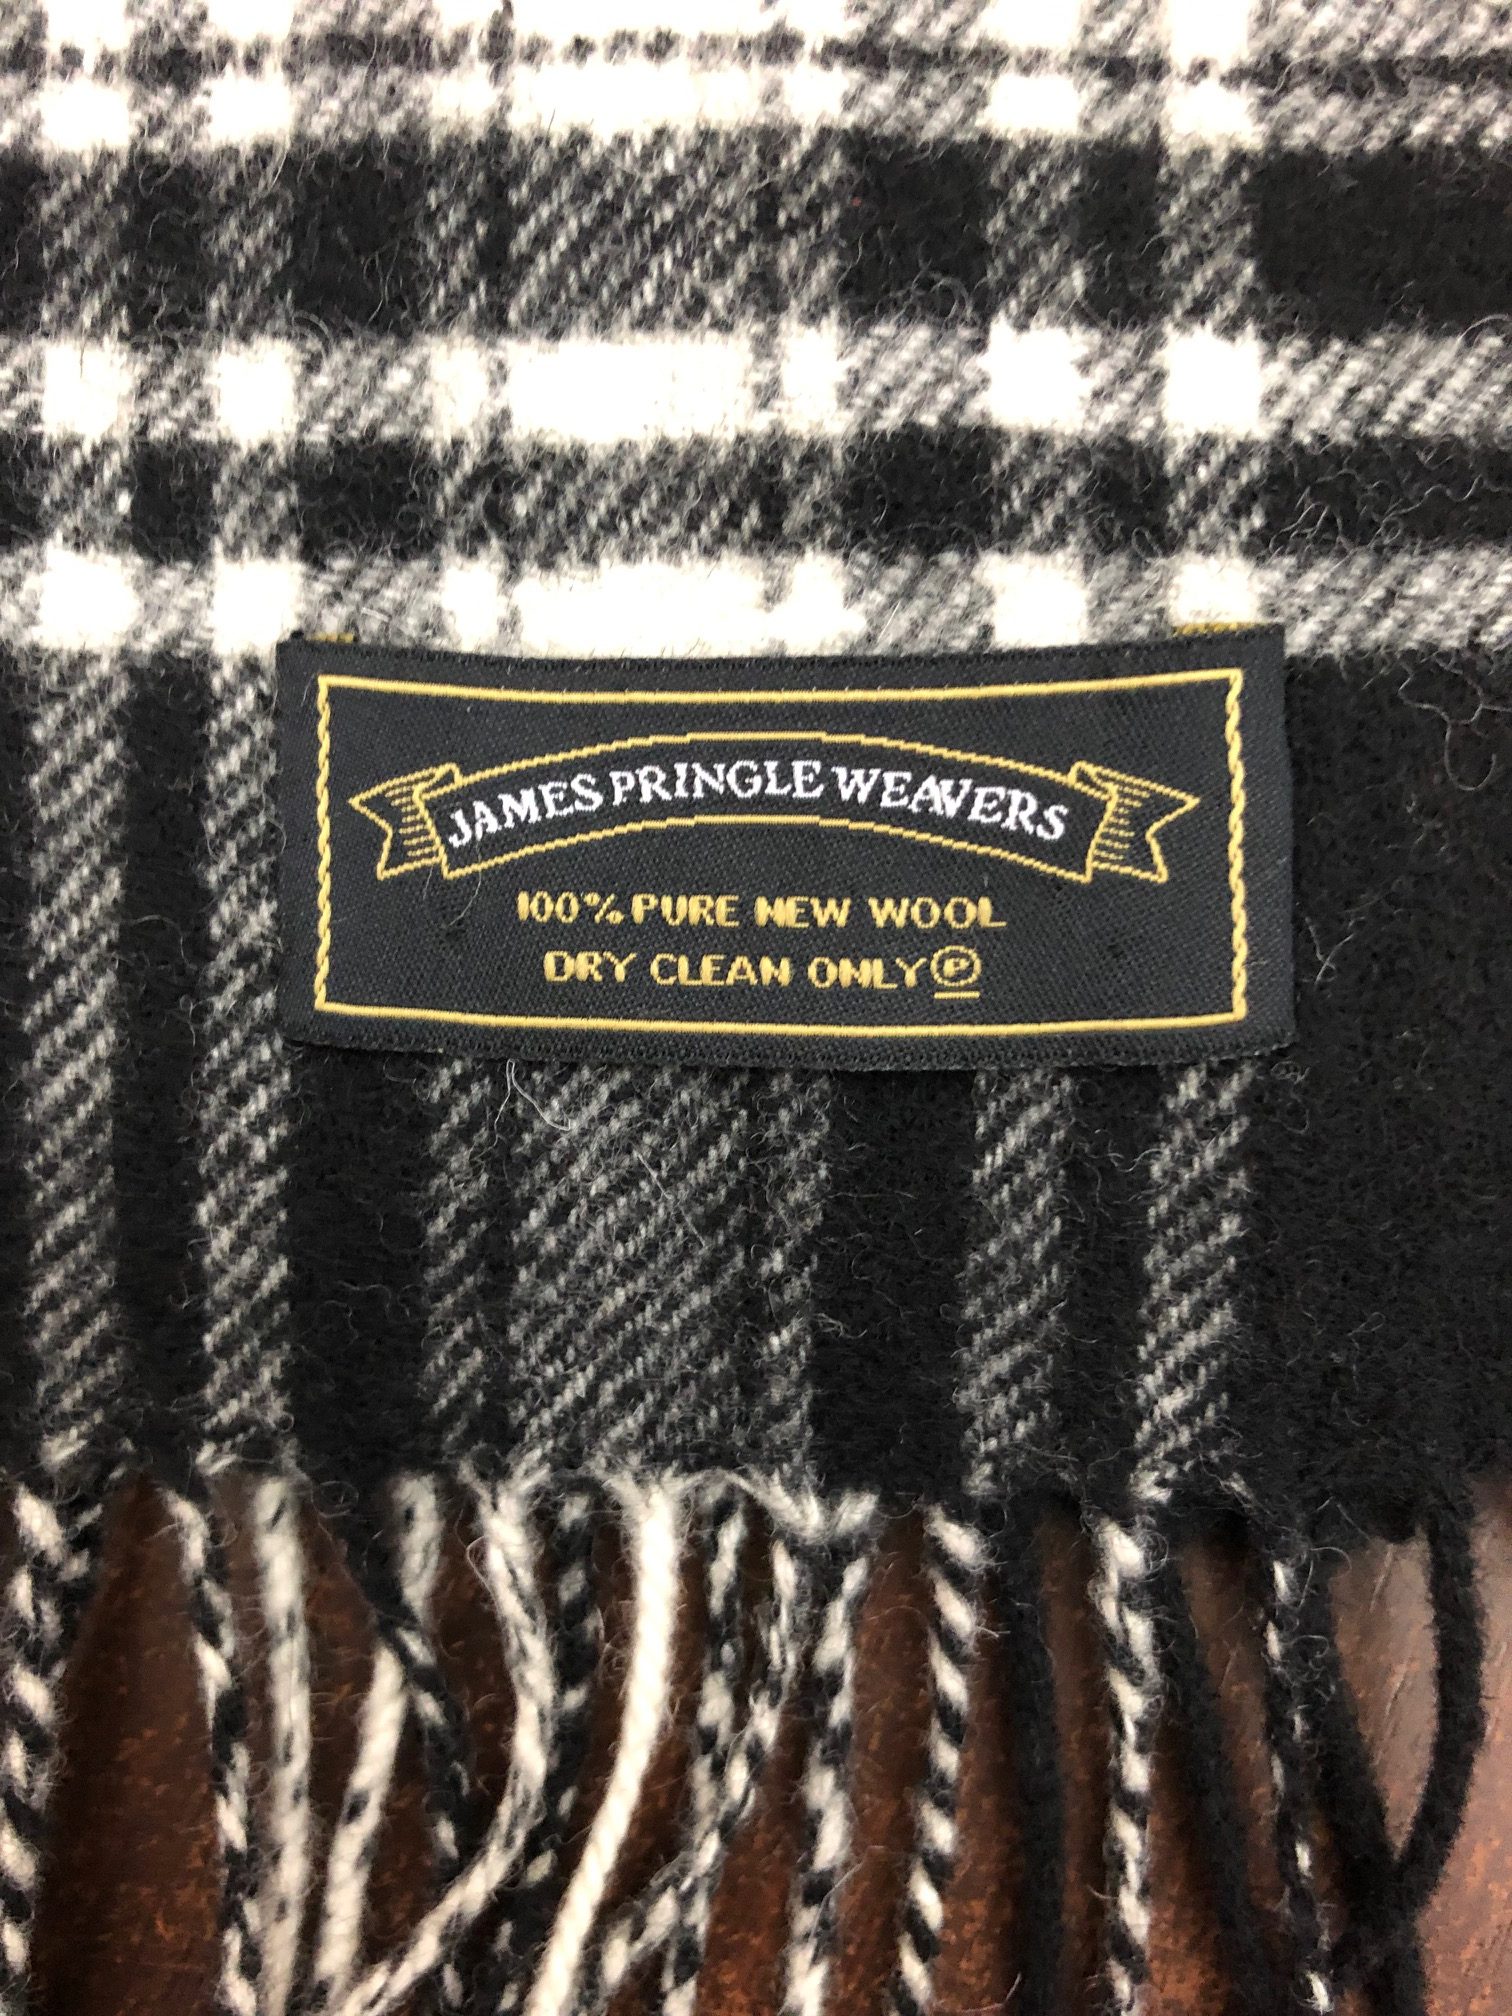 JAMES PRINGLE WEAVERS
100% PURE NEW WOOL
DRY CLEAN ONLY Ⓟ